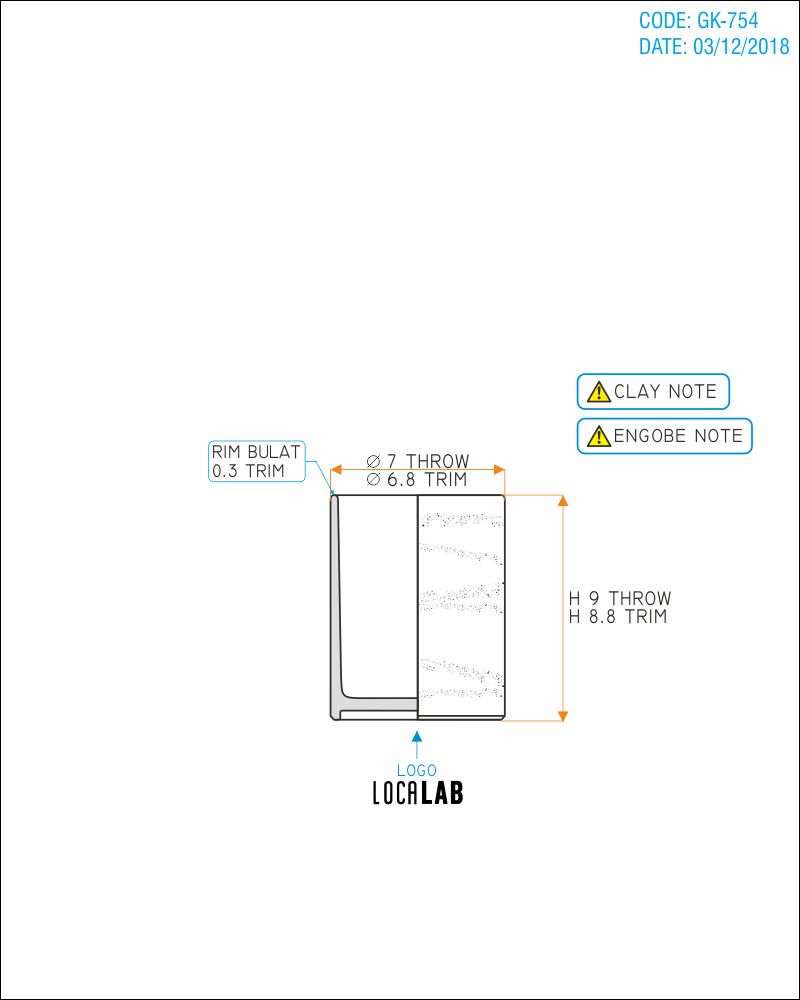 CODE: GK-754
DATE: 03/12/2018
CLAY NOTE
ENGOBE NOTE
RIM BULAT
0.3 TRIM
∅ 7 THROW
∅ 6.8 TRIM
H 9 THROW
H 8.8 TRIM
LOGO
LOCALAB